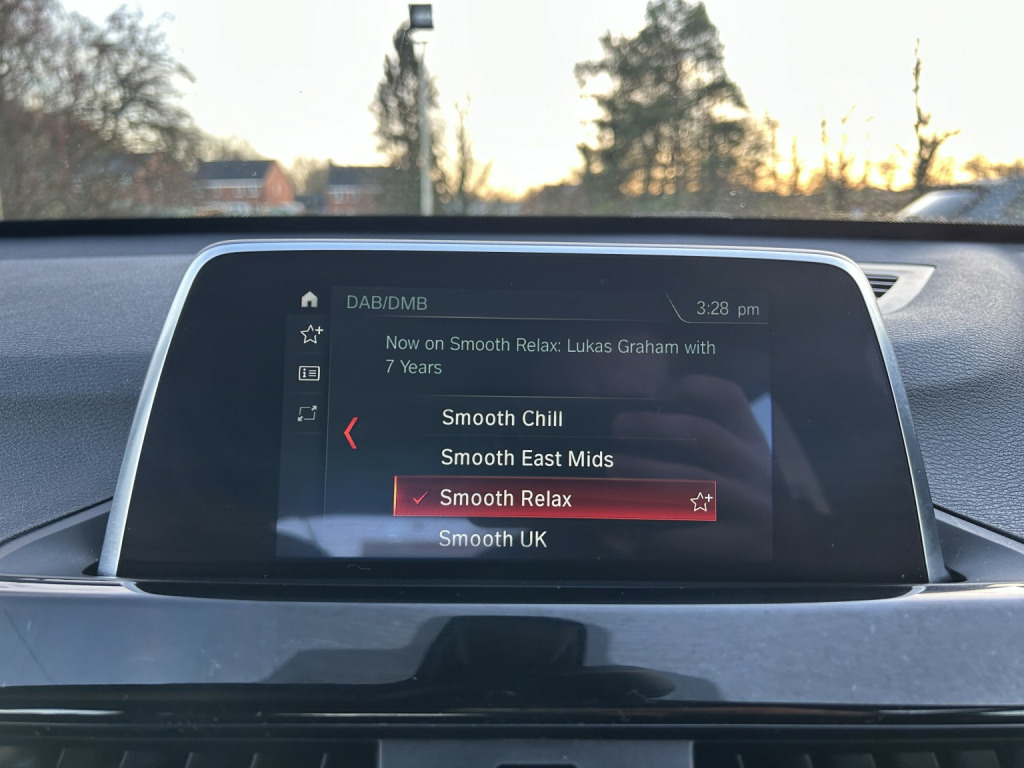 DAB/DMB
3:28 pm
Now on Smooth Relax: Lukas Graham with
7 Years
Smooth Chill
Smooth East Mids
Smooth Relax
Smooth UK